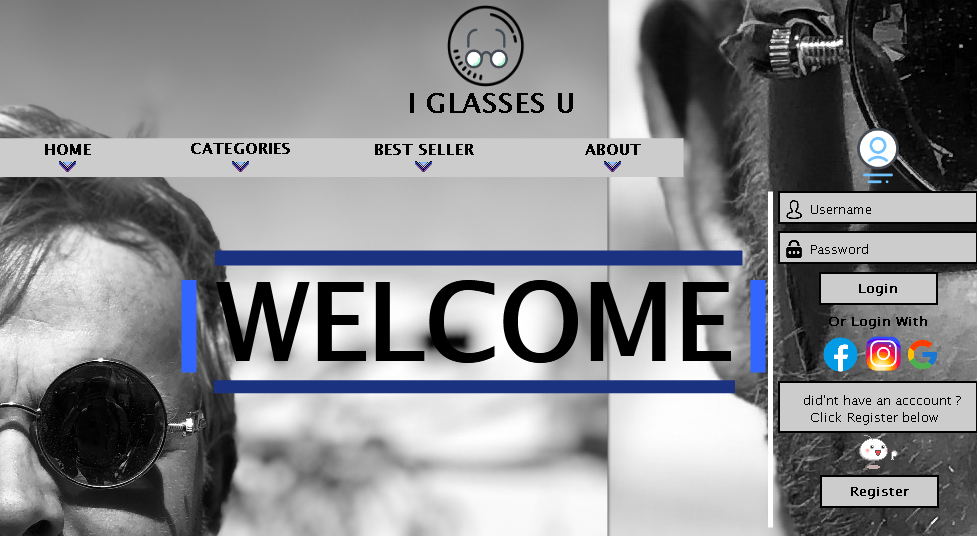 I GLASSES U
HOME
CATEGORIES
BEST SELLER
ABOUT
WELCOME
Username
Password
Login
Or Login With
did'nt have an acccount ?
Click Register below
Register